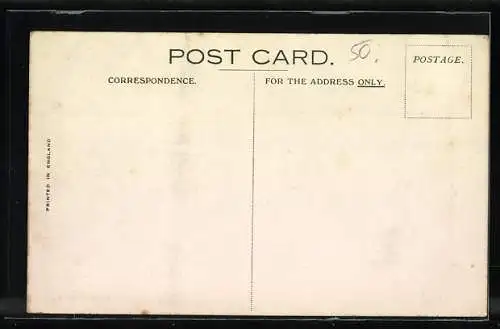 POST CARD. 50.
CORRESPONDENCE.
FOR THE ADDRESS ONLY.
POSTAGE.
PRINTED IN ENGLAND